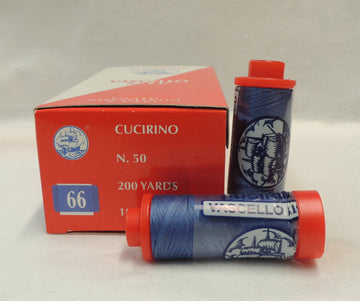 CUCIRINO
N. 50
200 YARDS
66
VASCELLO